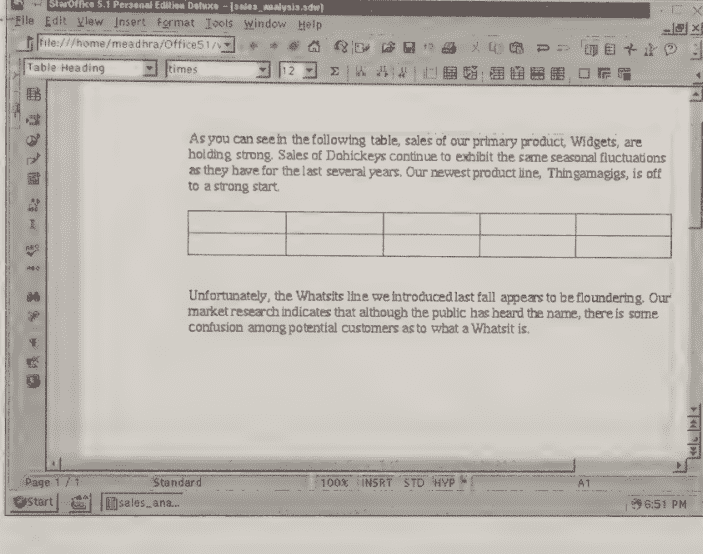 StarOffice 5.1 Personal Edition Deluxe - [sales_analysis.sdw]
File Edit View Insert Format Tools Window Help
file:///home/meadhra/Office51/
Table Heading times 12
As you can see in the following table, sales of our primary product, Widgets, are
holding strong. Sales of Dohickeys continue to exhibit the same seasonal fluctuations
as they have for the last several years. Our newest product line, Thingamagigs, is off
to a strong start.
Unfortunately, the Whatsits line we introduced last fall appears to be floundering. Our
market research indicates that although the public has heard the name, there is some
confusion among potential customers as to what a Whatsit is.
Page 1 / 1 Standard 100% INSRT STD HYP * A1
Start sales_ana... 6:51 PM